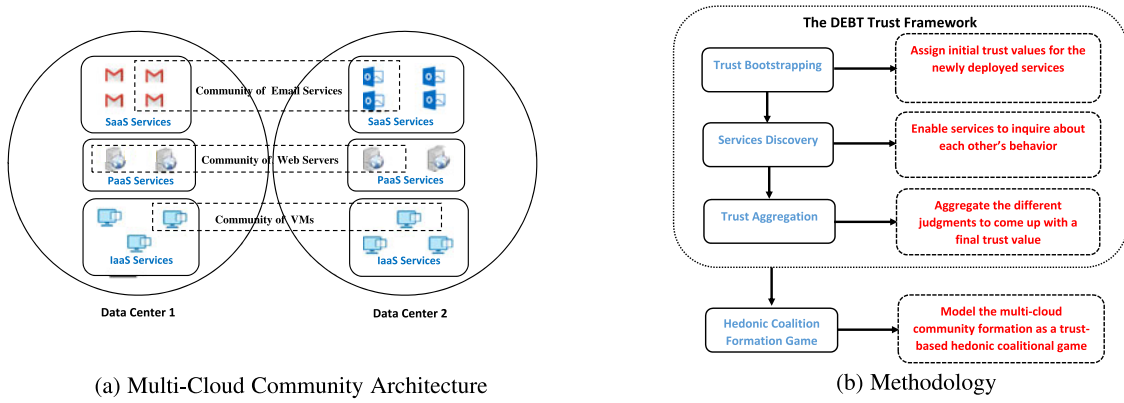 Community of Email Services
SaaS Services
SaaS Services
Community of Web Servers
PaaS Services
PaaS Services
Community of VMs
IaaS Services
IaaS Services
Data Center 1
Data Center 2
(a) Multi-Cloud Community Architecture
The DEBT Trust Framework
Trust Bootstrapping
Assign initial trust values for the
newly deployed services
Services Discovery
Enable services to inquire about
each other's behavior
Trust Aggregation
Aggregate the different
judgments to come up with a
final trust value
Hedonic Coalition
Formation Game
Model the multi-cloud
community formation as a trust-
based hedonic coalitional game
(b) Methodology